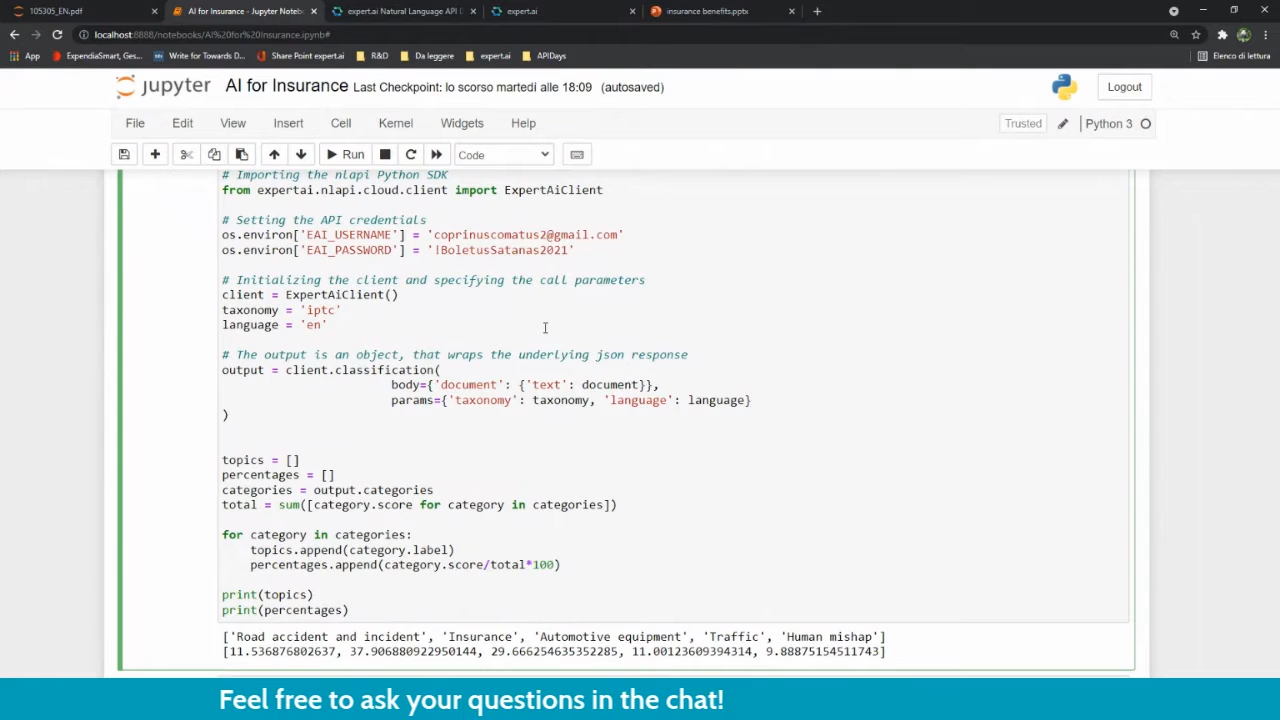 105305_EN.pdf
AI for Insurance - Jupyter Noteb
expert.ai Natural Language API D
expert.ai
insurance benefits.pptx
localhost:8888/notebooks/AI%20for%20Insurance.ipynb#
App ExpendiaSmart, Ges... Write for Towards D... Share Point expert.ai R&D Da leggere expert.ai APIDays Elenco di lettura
jupyter AI for Insurance Last Checkpoint: lo scorso martedì alle 18:09 (autosaved) Logout
File Edit View Insert Cell Kernel Widgets Help Trusted Python 3
Run Code
# Importing the nlapi Python SDK
from expertai.nlapi.cloud.client import ExpertAiClient
# Setting the API credentials
os.environ['EAI_USERNAME'] = 'coprinuscomatus2@gmail.com'
os.environ['EAI_PASSWORD'] = '!BoletusSatanas2021'
# Initializing the client and specifying the call parameters
client = ExpertAiClient()
taxonomy = 'iptc'
language = 'en'
# The output is an object, that wraps the underlying json response
output = client.classification(
body={'document': {'text': document}},
params={'taxonomy': taxonomy, 'language': language}
)
topics = []
percentages = []
categories = output.categories
total = sum([category.score for category in categories])
for category in categories:
topics.append(category.label)
percentages.append(category.score/total*100)
print(topics)
print(percentages)
['Road accident and incident', 'Insurance', 'Automotive equipment', 'Traffic', 'Human mishap']
[11.536876802637, 37.906880922950144, 29.666254635352285, 11.00123609394314, 9.88875154511743]
Feel free to ask your questions in the chat!